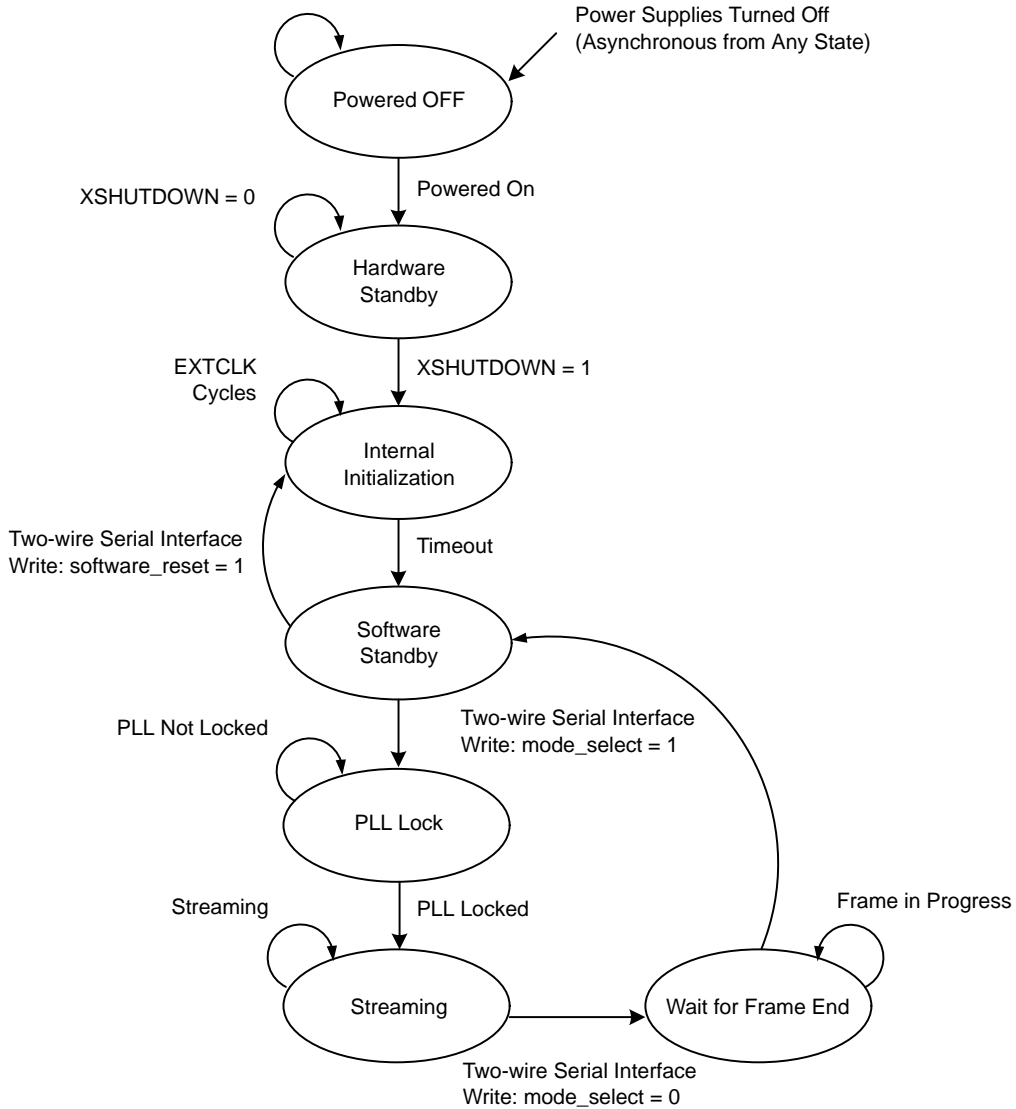 Power Supplies Turned Off
(Asynchronous from Any State)
Powered OFF
Powered On
XSHUTDOWN = 0
Hardware
Standby
XSHUTDOWN = 1
EXTCLK
Cycles
Internal
Initialization
Two-wire Serial Interface
Write: software_reset = 1
Timeout
Software
Standby
Two-wire Serial Interface
Write: mode_select = 1
PLL Not Locked
PLL Lock
PLL Locked
Streaming
Streaming
Frame in Progress
Wait for Frame End
Two-wire Serial Interface
Write: mode_select = 0